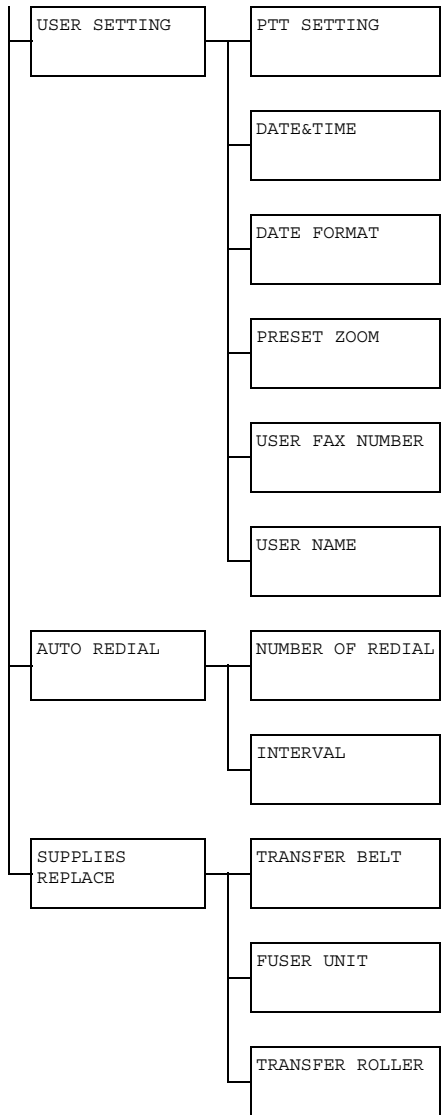 USER SETTING
PTT SETTING
DATE&TIME
DATE FORMAT
PRESET ZOOM
USER FAX NUMBER
USER NAME
AUTO REDIAL
NUMBER OF REDIAL
INTERVAL
SUPPLIES
REPLACE
TRANSFER BELT
FUSER UNIT
TRANSFER ROLLER